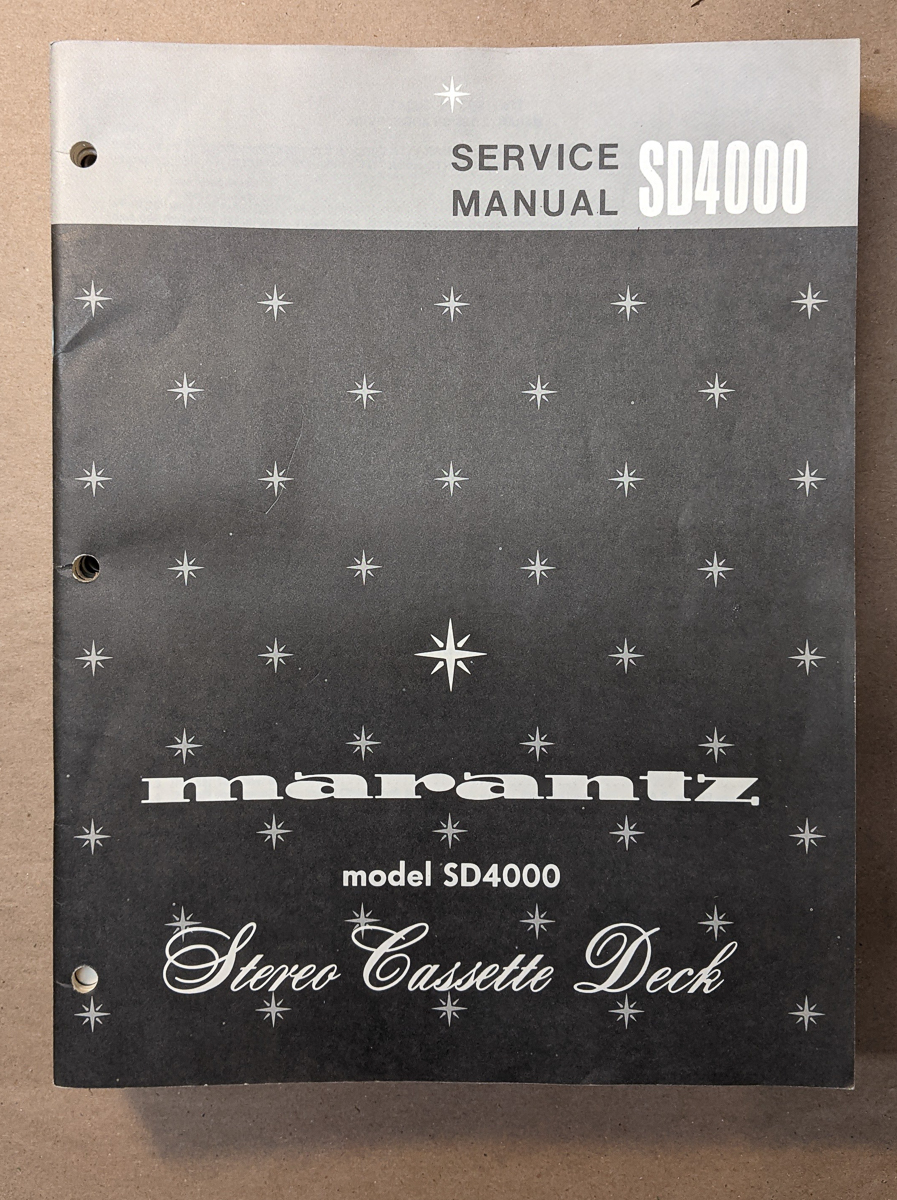 SERVICE
MANUAL SD4000
marantz
model SD4000
Stereo Cassette Deck